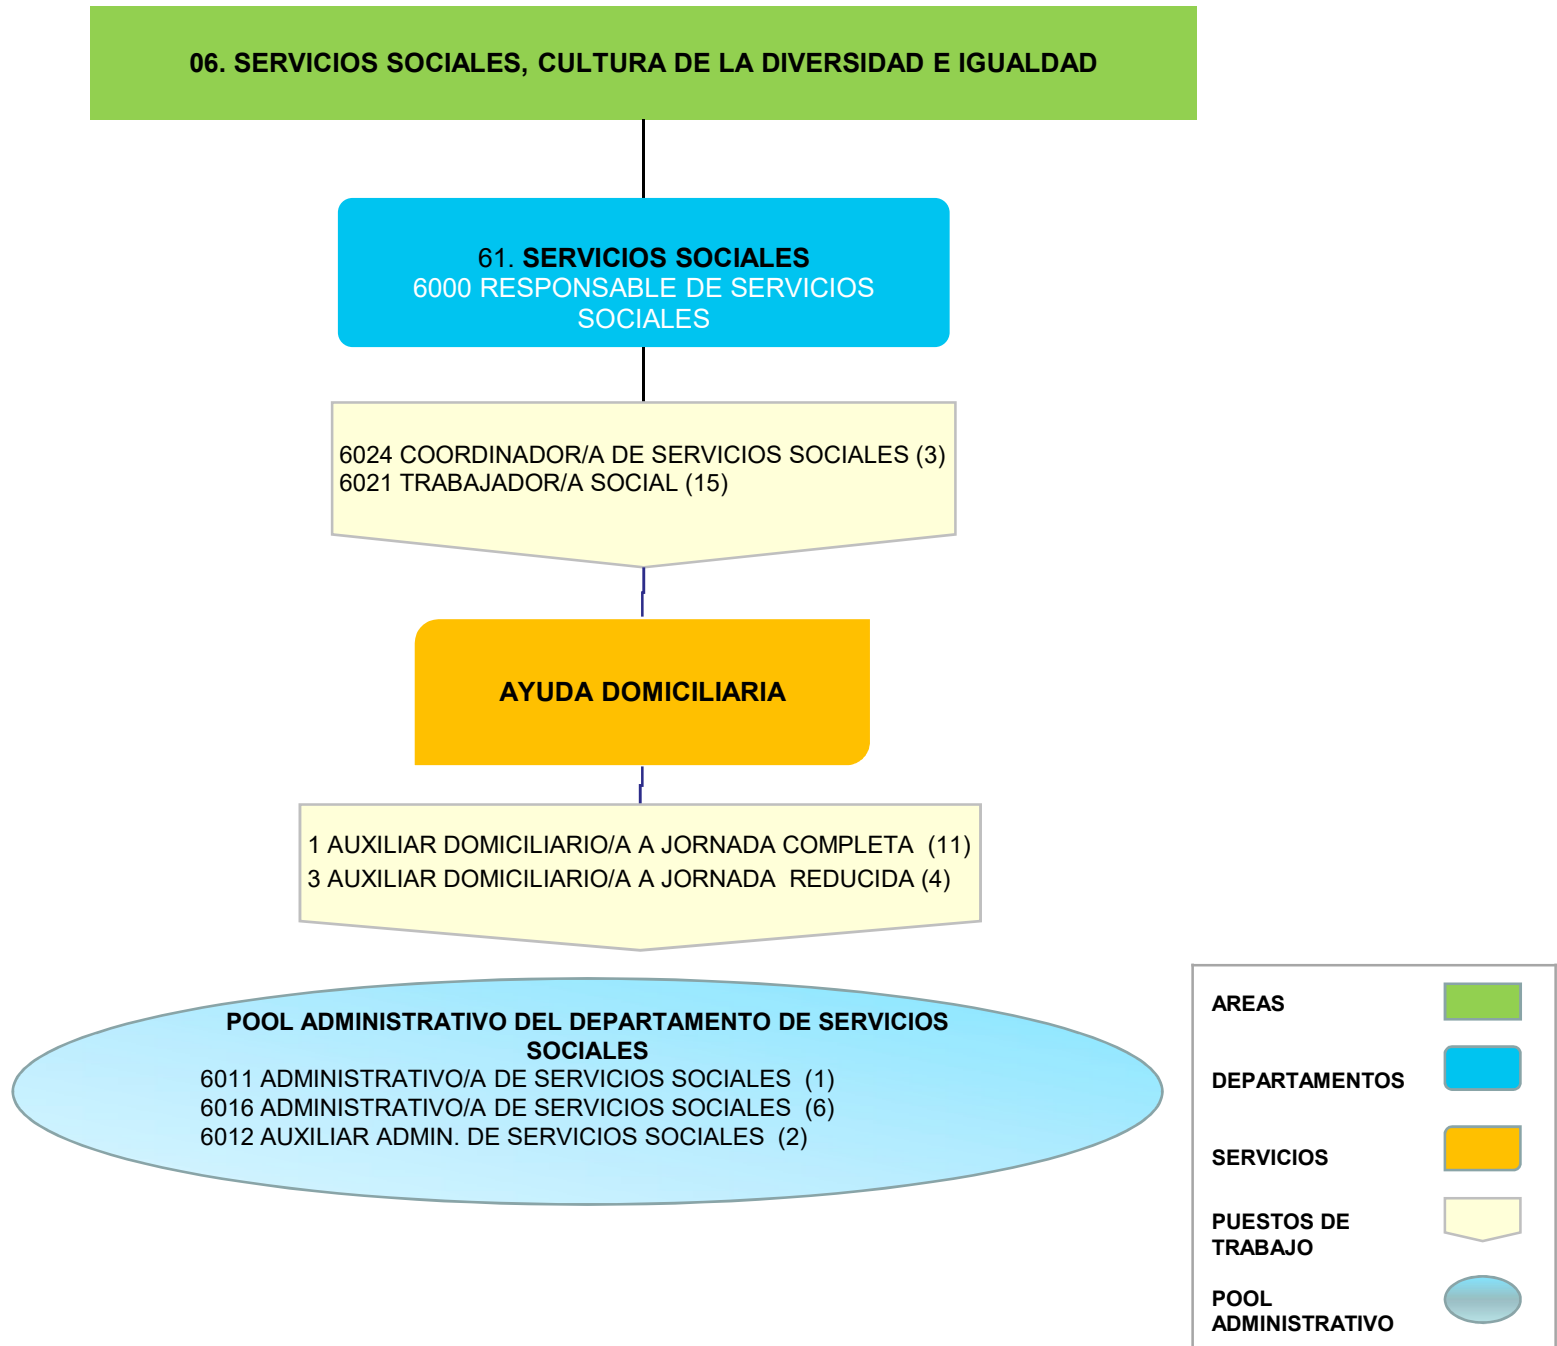 06. SERVICIOS SOCIALES, CULTURA DE LA DIVERSIDAD E IGUALDAD
61. SERVICIOS SOCIALES
6000 RESPONSABLE DE SERVICIOS
SOCIALES
6024 COORDINADOR/A DE SERVICIOS SOCIALES (3)
6021 TRABAJADOR/A SOCIAL (15)
AYUDA DOMICILIARIA
1 AUXILIAR DOMICILIARIO/A A JORNADA COMPLETA (11)
3 AUXILIAR DOMICILIARIO/A A JORNADA REDUCIDA (4)
POOL ADMINISTRATIVO DEL DEPARTAMENTO DE SERVICIOS
SOCIALES
6011 ADMINISTRATIVO/A DE SERVICIOS SOCIALES (1)
6016 ADMINISTRATIVO/A DE SERVICIOS SOCIALES (6)
6012 AUXILIAR ADMIN. DE SERVICIOS SOCIALES (2)
AREAS
DEPARTAMENTOS
SERVICIOS
PUESTOS DE
TRABAJO
POOL
ADMINISTRATIVO